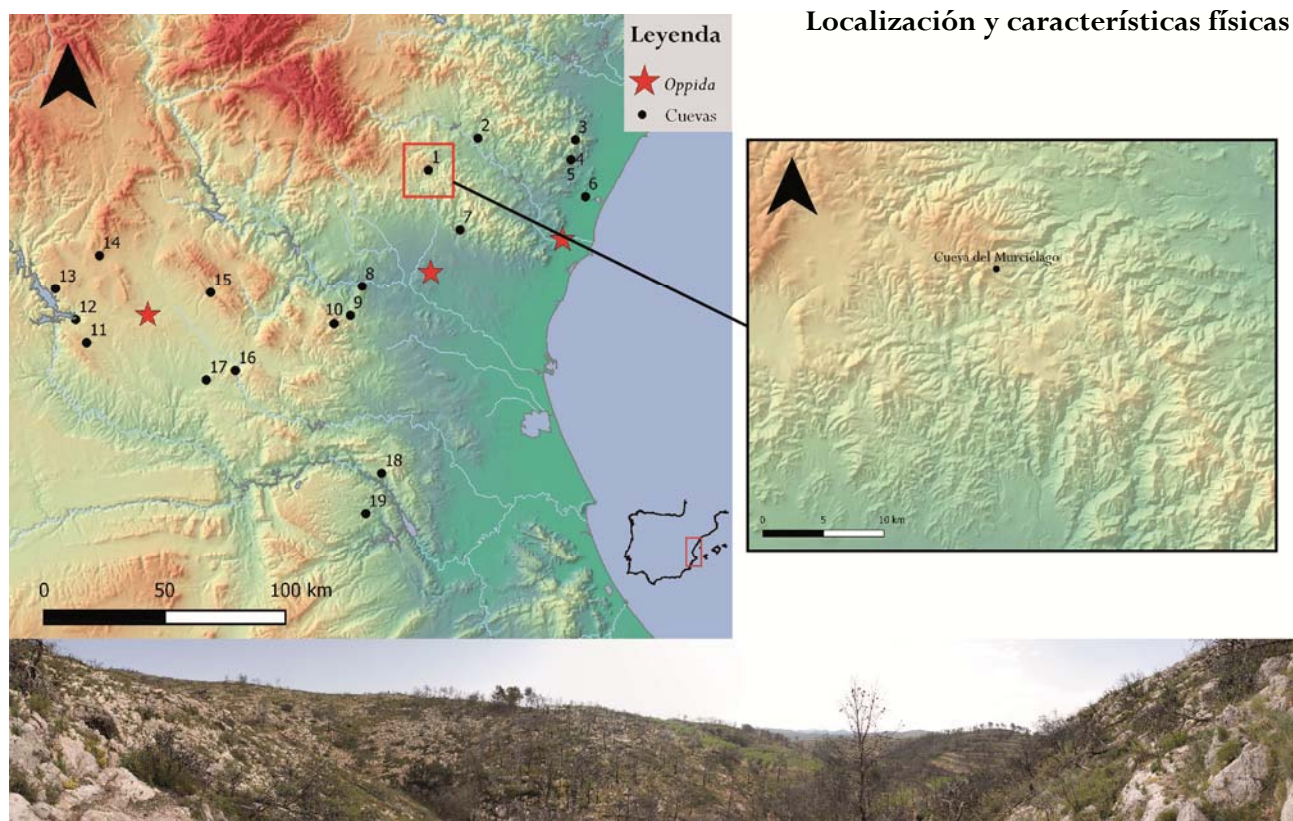 Localización y características físicas
Leyenda
Oppida
Cuevas
1
2
3
4
5
6
7
8
9
10
11
12
13
14
15
16
17
18
19
0 50 100 km
Cueva del Murciélago
0 5 10 km